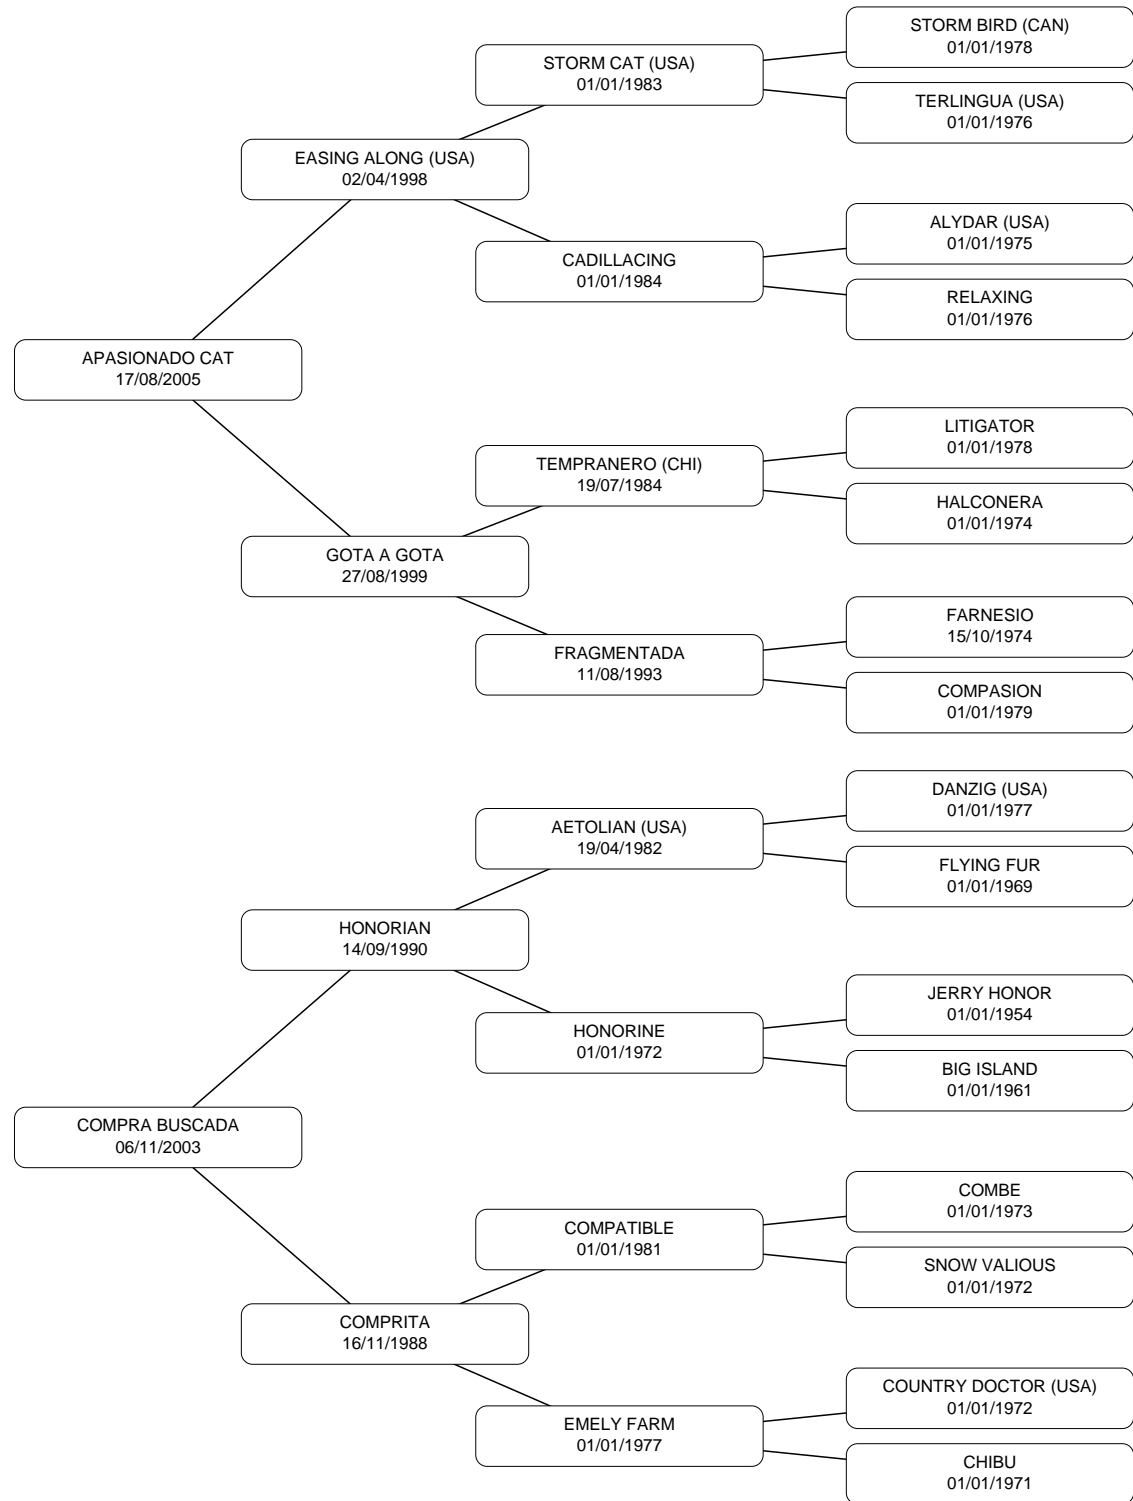 STORM BIRD (CAN)
01/01/1978
STORM CAT (USA)
01/01/1983
TERLINGUA (USA)
01/01/1976
EASING ALONG (USA)
02/04/1998
ALYDAR (USA)
01/01/1975
CADILLACING
01/01/1984
RELAXING
01/01/1976
APASIONADO CAT
17/08/2005
LITIGATOR
01/01/1978
TEMPRANERO (CHI)
19/07/1984
HALCONERA
01/01/1974
GOTA A GOTA
27/08/1999
FARNESIO
15/10/1974
FRAGMENTADA
11/08/1993
COMPASION
01/01/1979
DANZIG (USA)
01/01/1977
AETOLIAN (USA)
19/04/1982
FLYING FUR
01/01/1969
HONORIAN
14/09/1990
JERRY HONOR
01/01/1954
HONORINE
01/01/1972
BIG ISLAND
01/01/1961
COMPRA BUSCADA
06/11/2003
COMBE
01/01/1973
COMPATIBLE
01/01/1981
SNOW VALIOUS
01/01/1972
COMPRITA
16/11/1988
COUNTRY DOCTOR (USA)
01/01/1972
EMELY FARM
01/01/1977
CHIBU
01/01/1971